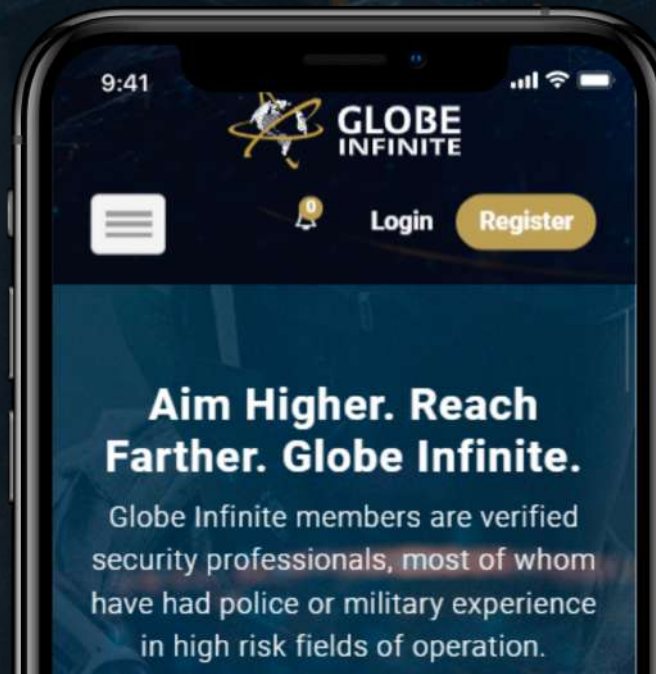 9:41
GLOBE
INFINITE
0
Login
Register
Aim Higher. Reach
Farther. Globe Infinite.
Globe Infinite members are verified
security professionals, most of whom
have had police or military experience
in high risk fields of operation.